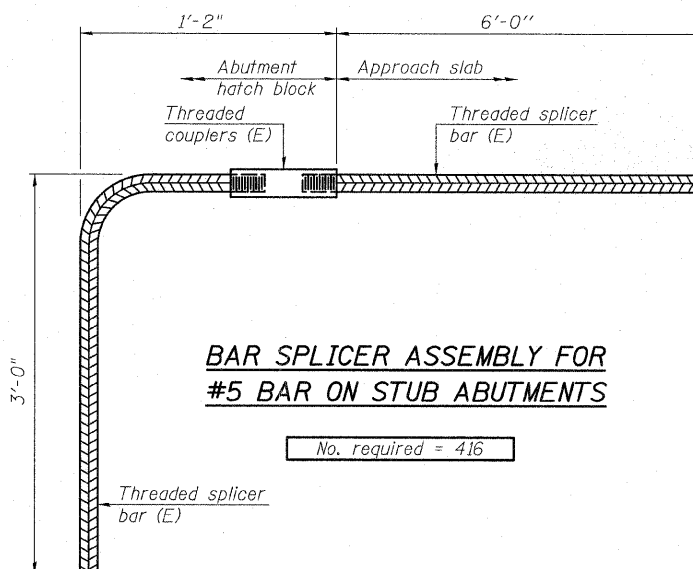 1'-2"
6'-0"
Abutment
hatch block
Approach slab
Threaded
couplers (E)
Threaded splicer
bar (E)
3'-0"
BAR SPLICER ASSEMBLY FOR
#5 BAR ON STUB ABUTMENTS
No. required = 416
Threaded splicer
bar (E)